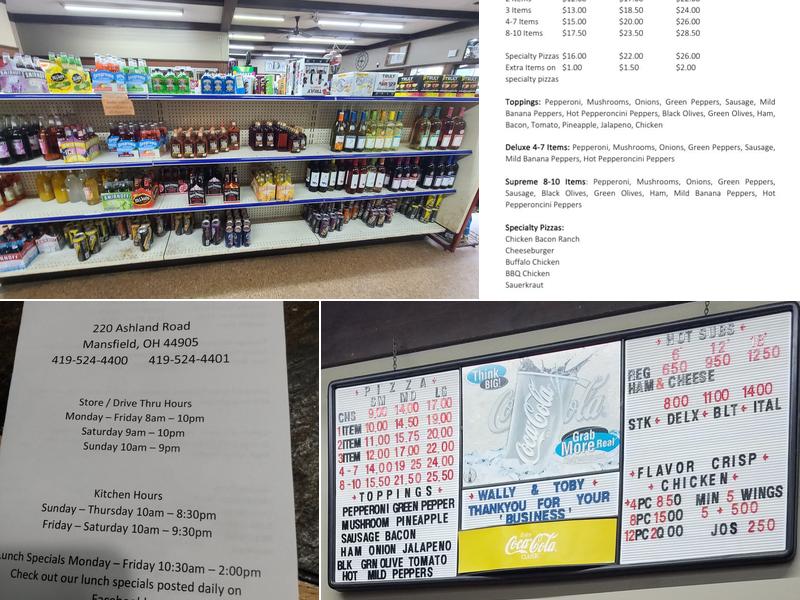 3 Items $13.00 $18.50 $24.00
4-7 Items $15.00 $20.00 $26.00
8-10 Items $17.50 $23.50 $28.50
Specialty Pizzas $16.00 $22.00 $26.00
Extra Items on $1.00 $1.50 $2.00
specialty pizzas
Toppings: Pepperoni, Mushrooms, Onions, Green Peppers, Sausage, Mild
Banana Peppers, Hot Pepperoncini Peppers, Black Olives, Green Olives, Ham,
Bacon, Tomato, Pineapple, Jalapeno, Chicken
Deluxe 4-7 Items: Pepperoni, Mushrooms, Onions, Green Peppers, Sausage,
Mild Banana Peppers, Hot Pepperoncini Peppers
Supreme 8-10 Items: Pepperoni, Mushrooms, Onions, Green Peppers,
Sausage, Black Olives, Green Olives, Ham, Mild Banana Peppers, Hot
Pepperoncini Peppers
Specialty Pizzas:
Chicken Bacon Ranch
Cheeseburger
Buffalo Chicken
BBQ Chicken
Sauerkraut
220 Ashland Road
Mansfield, OH 44905
419-524-4400 419-524-4401
Store / Drive Thru Hours
Monday – Friday 8am – 10pm
Saturday 9am – 10pm
Sunday 10am – 9pm
Kitchen Hours
Sunday – Thursday 10am – 8:30pm
Friday – Saturday 10am – 9:30pm
Lunch Specials Monday – Friday 10:30am – 2:00pm
Check out our lunch specials posted daily on
PIZZA
SM MD LG
CHS 9.00 14.00 17.00
1 ITEM 10.00 14.50 19.00
2 ITEM 11.00 15.75 20.00
3 ITEM 12.00 17.00 22.00
4-7 14.00 19 25 24.00
8-10 15.50 21.50 25.50
TOPPINGS
PEPPERONI GREEN PEPPER
MUSHROOM PINEAPPLE
SAUSAGE BACON
HAM ONION JALAPENO
BLK GRN OLIVE TOMATO
HOT MILD PEPPERS
Think
BIG!
Coca-Cola
Grab
More Real
WALLY & TOBY
THANKYOU FOR YOUR
'BUSINESS'
Enjoy
Coca-Cola
CLASSIC
HOT SUBS
6" 12" 18"
REG 650 950 1250
HAM & CHEESE
800 1100 1400
STK + DELX + BLT + ITAL
FLAVOR CRISP
CHICKEN
4PC 8 50 MIN 5 WINGS
8PC 1500 5 + 500
12PC 2000 JOS 250